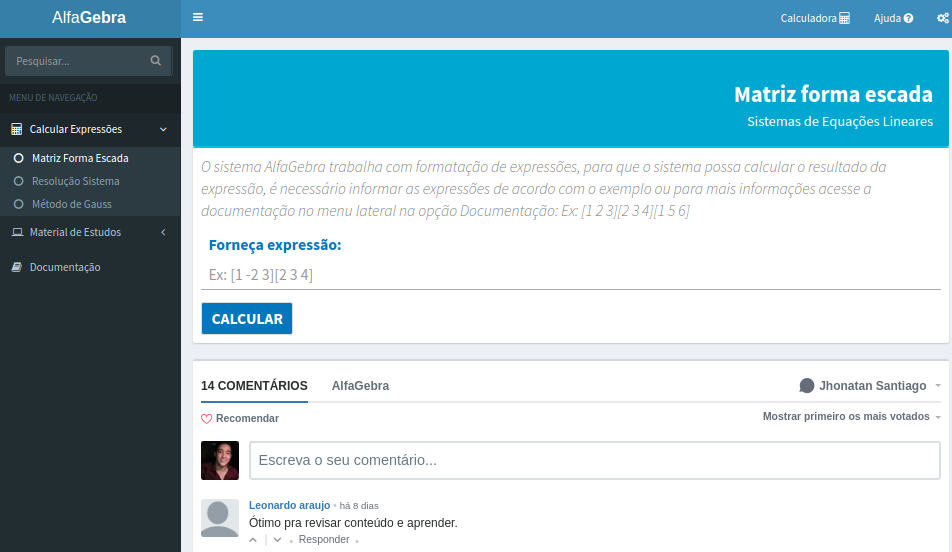 AlfaGebra
Calculadora
Ajuda
Pesquisar...
MENU DE NAVEGAÇÃO
Calcular Expressões
Matriz Forma Escada
Resolução Sistema
Método de Gauss
Material de Estudos
Documentação
Matriz forma escada
Sistemas de Equações Lineares
O sistema AlfaGebra trabalha com formatação de expressões, para que o sistema possa calcular o resultado da
expressão, é necessário informar as expressões de acordo com o exemplo ou para mais informações acesse a
documentação no menu lateral na opção Documentação: Ex: [1 2 3][2 3 4][1 5 6]
Forneça expressão:
Ex: [1 -2 3][2 3 4]
CALCULAR
14 COMENTÁRIOS AlfaGebra Jhonatan Santiago
Recomendar Mostrar primeiro os mais votados
Escreva o seu comentário...
Leonardo araujo • há 8 dias
Ótimo pra revisar conteúdo e aprender.
Responder